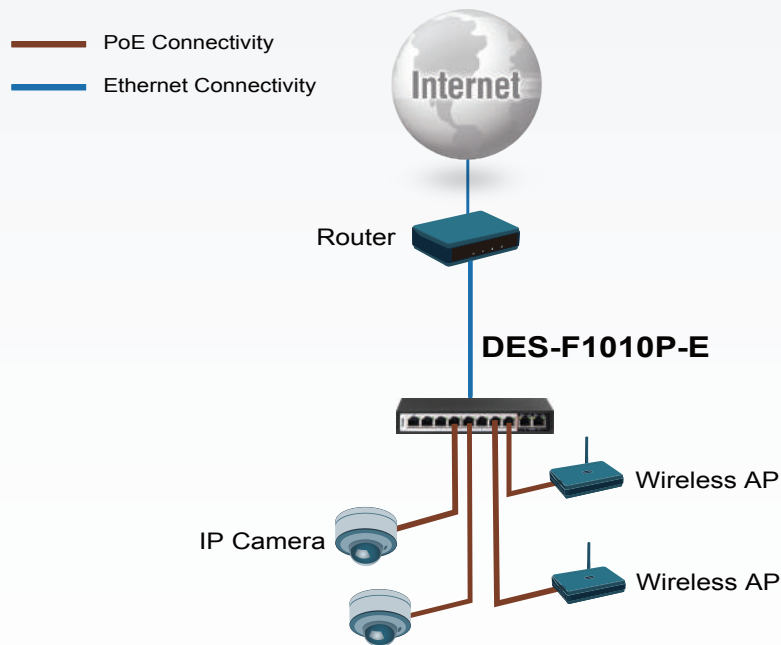 PoE Connectivity
Ethernet Connectivity
Internet
Router
DES-F1010P-E
Wireless AP
IP Camera
Wireless AP